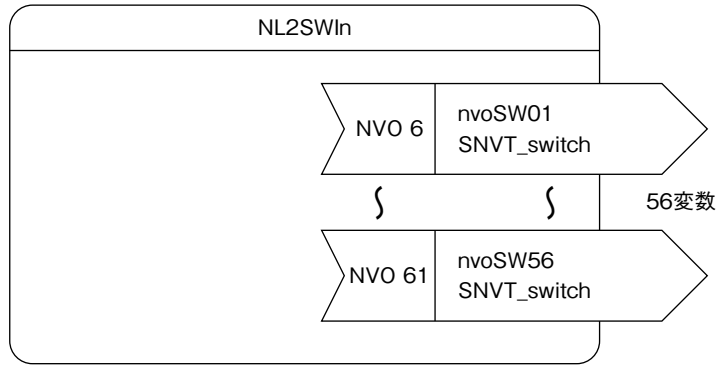 NL2SWIn
NVO 6
nvoSW01
SNVT_switch
56変数
NVO 61
nvoSW56
SNVT_switch